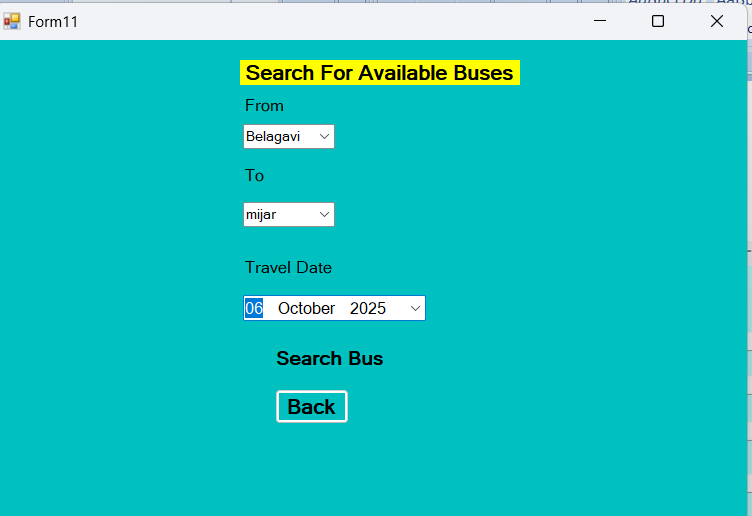 Form11
Search For Available Buses
From
Belagavi
To
mijar
Travel Date
06 October 2025
Search Bus
Back